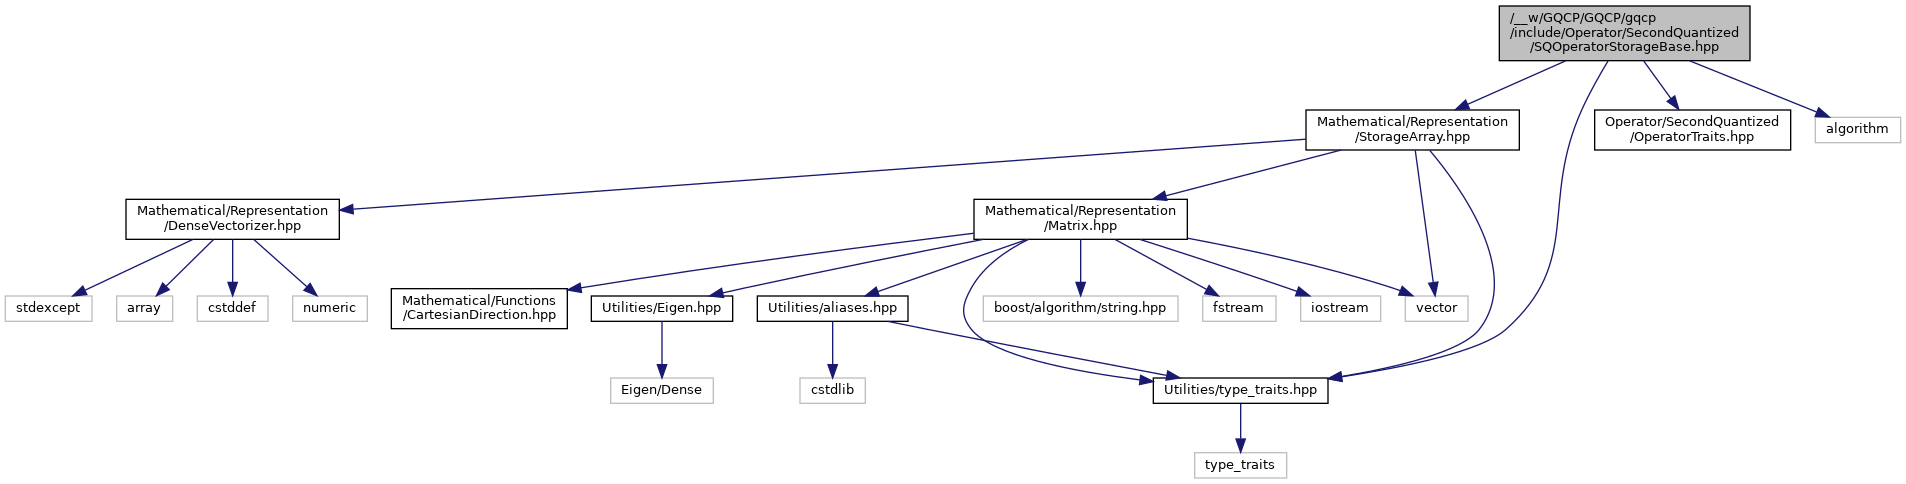 /__w/GQCP/GQCP/gqcp
/include/Operator/SecondQuantized
/SQOperatorStorageBase.hpp
Mathematical/Representation
/StorageArray.hpp
Operator/SecondQuantized
/OperatorTraits.hpp
algorithm
Mathematical/Representation
/DenseVectorizer.hpp
Mathematical/Representation
/Matrix.hpp
stdexcept
array
cstddef
numeric
Mathematical/Functions
/CartesianDirection.hpp
Utilities/Eigen.hpp
Utilities/aliases.hpp
boost/algorithm/string.hpp
fstream
iostream
vector
Eigen/Dense
cstdlib
Utilities/type_traits.hpp
type_traits